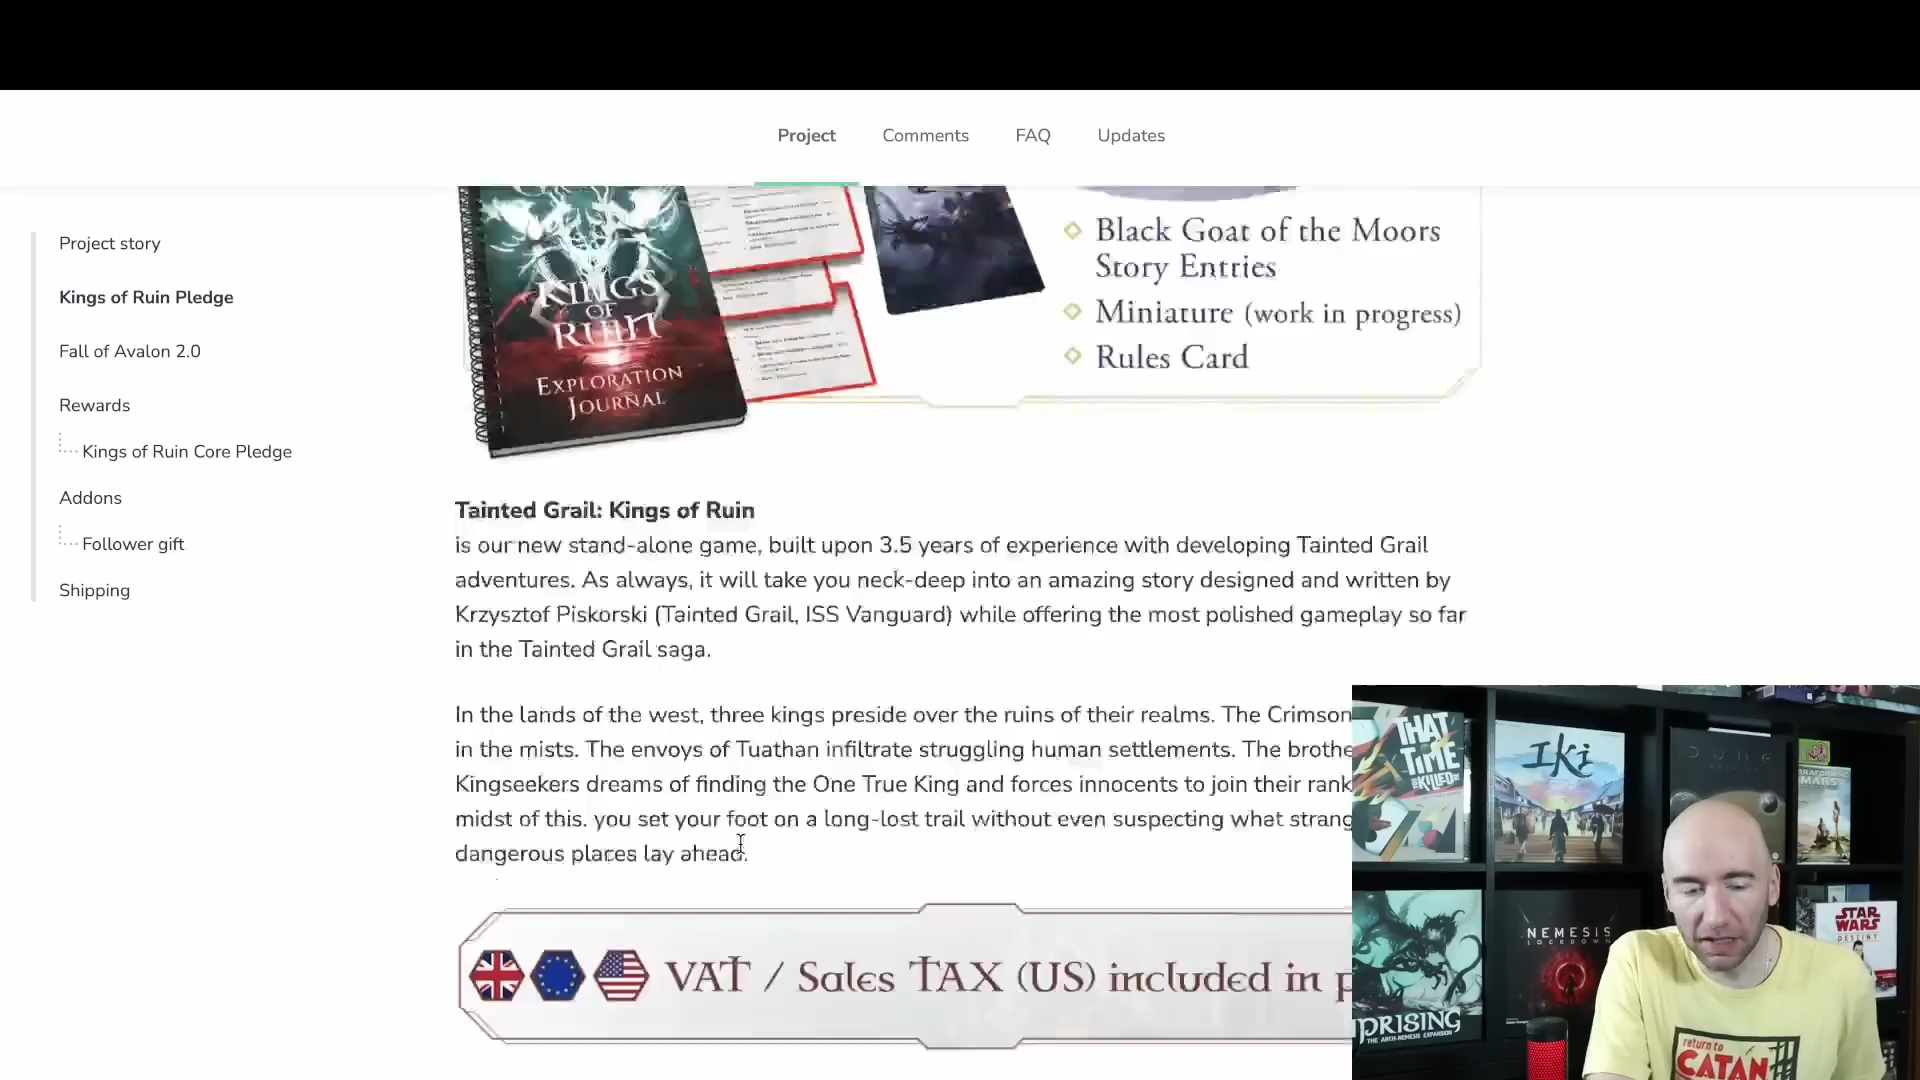 Project Comments FAQ Updates
Project story
Kings of Ruin Pledge
Fall of Avalon 2.0
Rewards
Kings of Ruin Core Pledge
Addons
Follower gift
Shipping
KINGS
OF
RUIN
EXPLORATION
JOURNAL
Black Goat of the Moors
Story Entries
Miniature (work in progress)
Rules Card
Tainted Grail: Kings of Ruin
is our new stand-alone game, built upon 3.5 years of experience with developing Tainted Grail
adventures. As always, it will take you neck-deep into an amazing story designed and written by
Krzysztof Piskorski (Tainted Grail, ISS Vanguard) while offering the most polished gameplay so far
in the Tainted Grail saga.
In the lands of the west, three kings preside over the ruins of their realms. The Crimson
in the mists. The envoys of Tuathan infiltrate struggling human settlements. The brothe
Kingseekers dreams of finding the One True King and forces innocents to join their rank
midst of this. you set your foot on a long-lost trail without even suspecting what strang
dangerous places lay ahead.
VAT / Sales TAX (US) included in p
THAT
TIME
KILLED
Iki
DUNE
MARS
PRISING
THE ARCH-NEMESIS EXPANSION
NEMESIS
LOCKDOWN
STAR
WARS
DESTINY
return to
CATAN